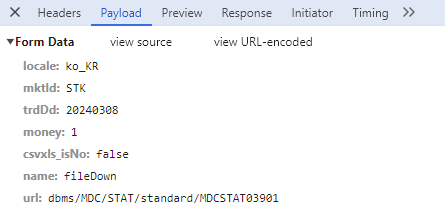 Headers Payload Preview Response Initiator Timing
Form Data view source view URL-encoded
locale: ko_KR
mktId: STK
trdDd: 20240308
money: 1
csvxls_isNo: false
name: fileDown
url: dbms/MDC/STAT/standard/MDCSTAT03901